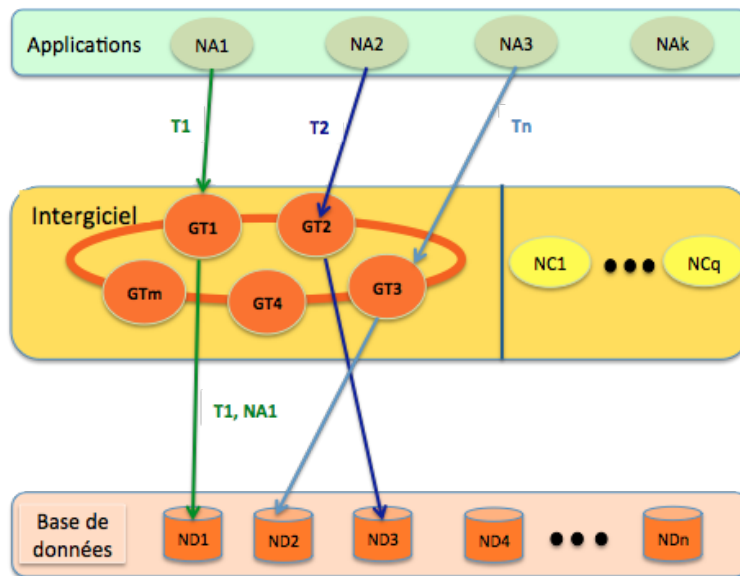 Applications
NA1
NA2
NA3
NAk
T1
T2
Tn
Intergiciel
GT1
GT2
GTm
GT4
GT3
NC1
NCq
T1, NA1
Base de
données
ND1
ND2
ND3
ND4
NDn